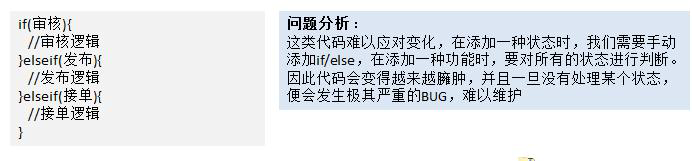 if(审核){
//审核逻辑
}elseif(发布){
//发布逻辑
}elseif(接单){
//接单逻辑
}
问题分析：
这类代码难以应对变化，在添加一种状态时，我们需要手动
添加if/else，在添加一种功能时，要对所有的状态进行判断。
因此代码会变得越来越臃肿，并且一旦没有处理某个状态，
便会发生极其严重的BUG，难以维护